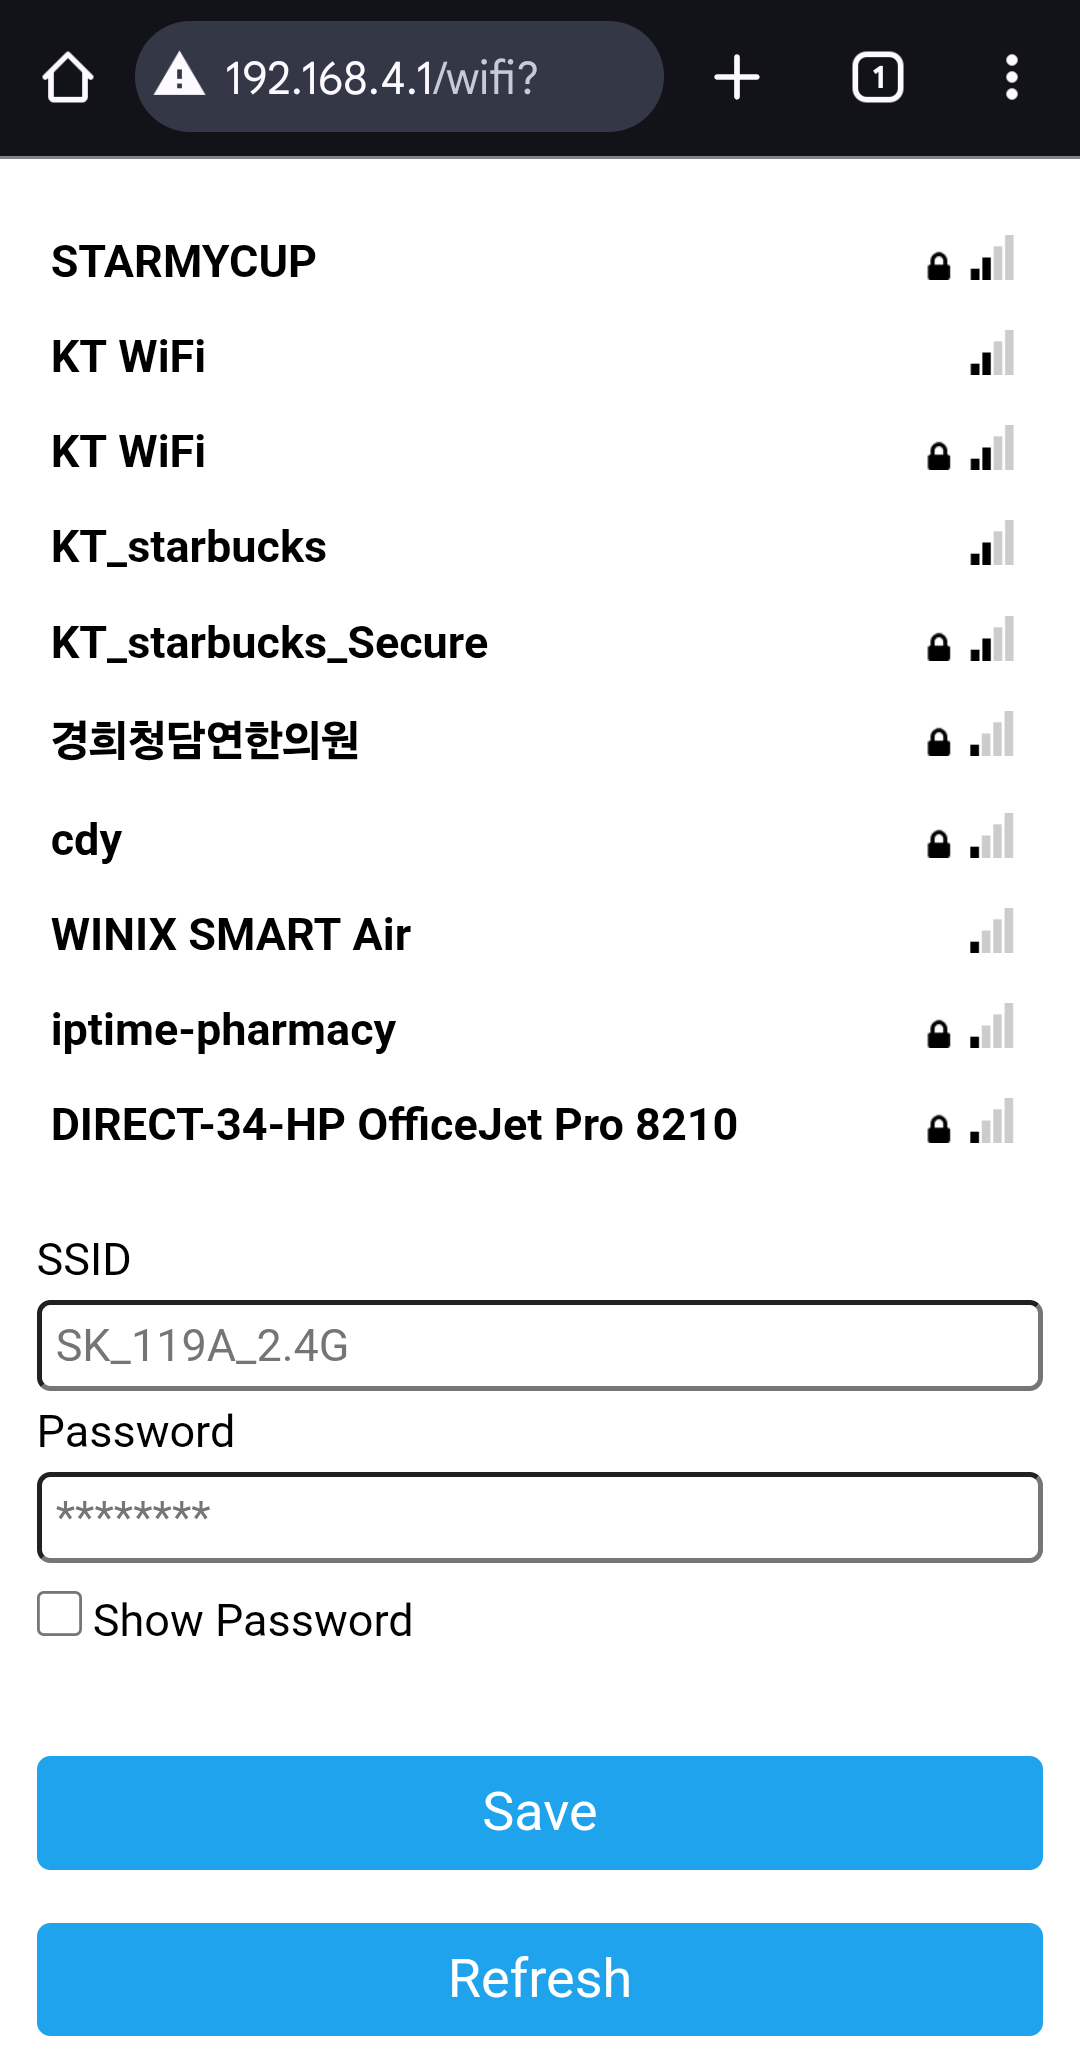 192.168.4.1/wifi?
1
STARMYCUP
KT WiFi
KT WiFi
KT_starbucks
KT_starbucks_Secure
경희청담연한의원
cdy
WINIX SMART Air
iptime-pharmacy
DIRECT-34-HP OfficeJet Pro 8210
SSID
SK_119A_2.4G
Password
********
Show Password
Save
Refresh